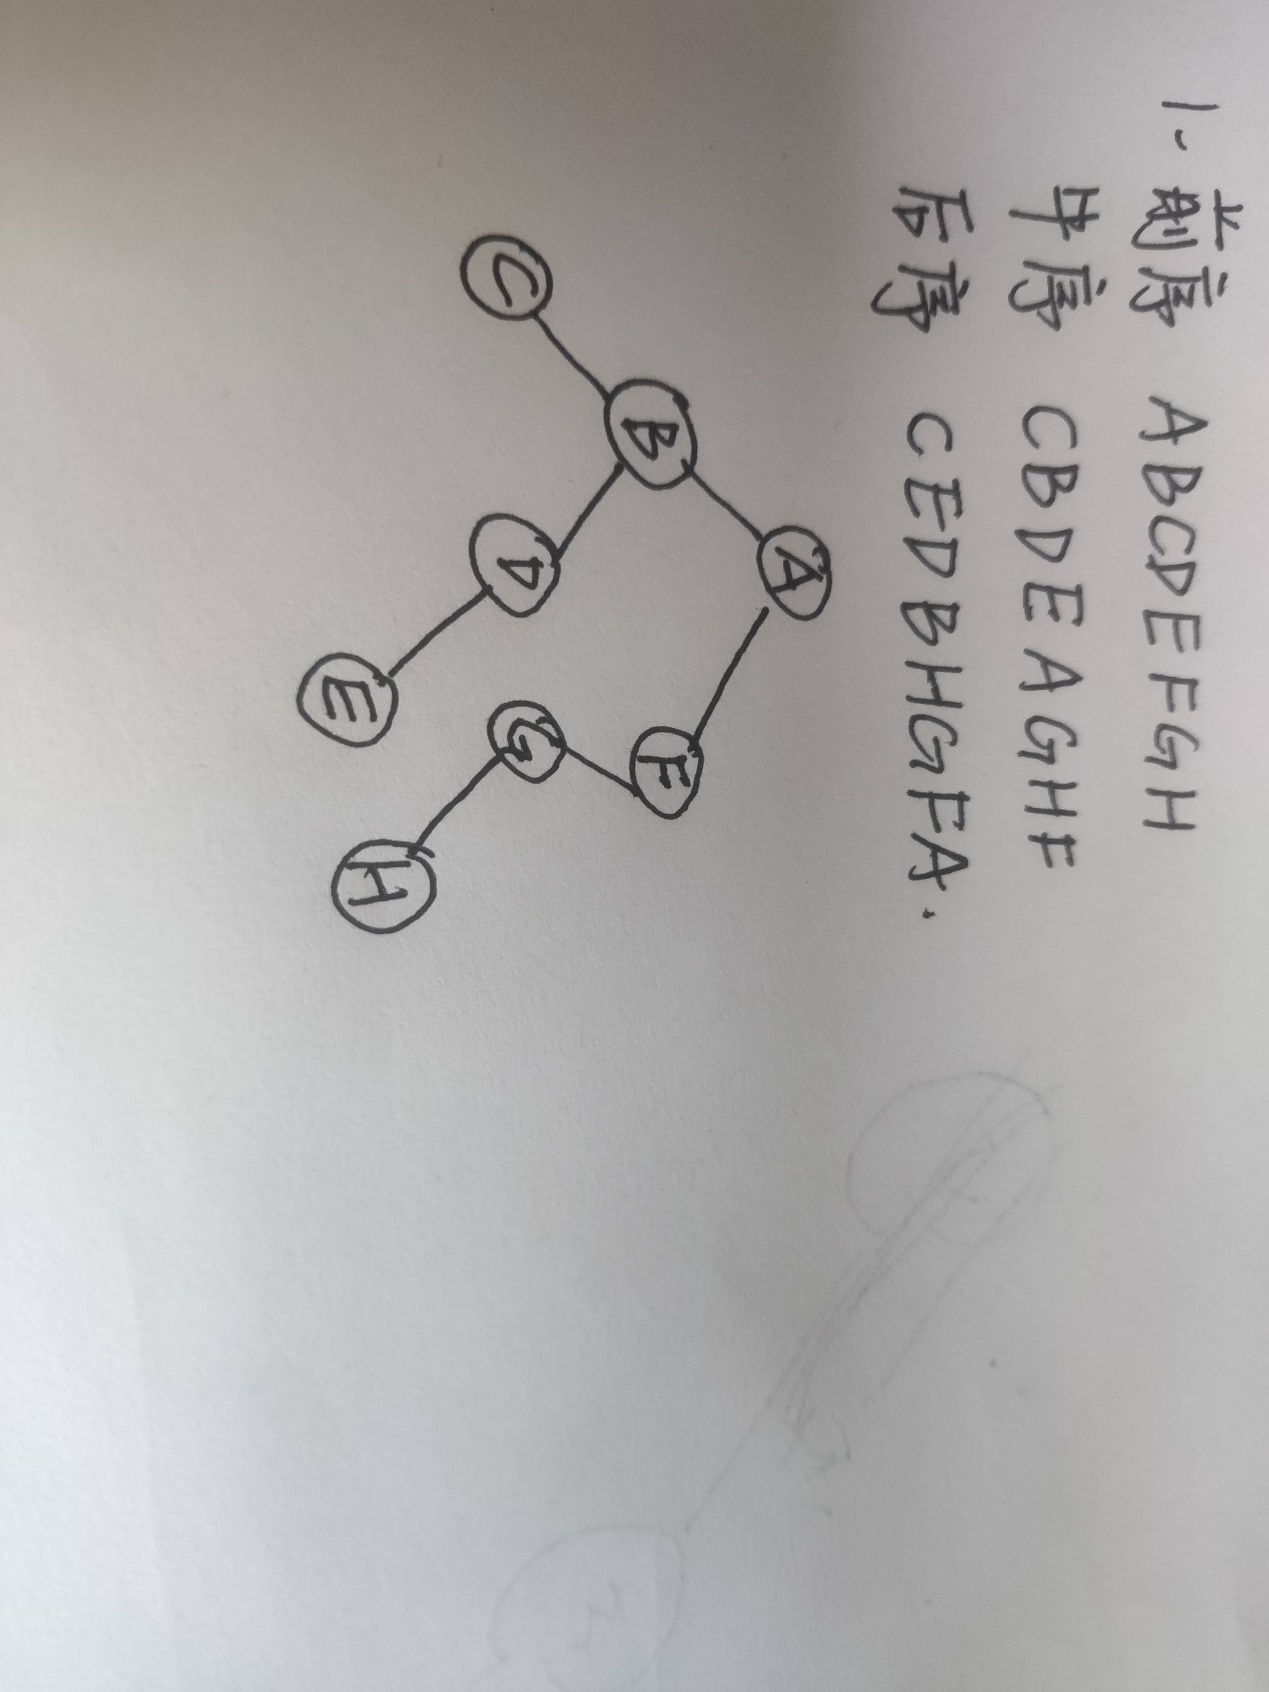 1. 前序 ABCDEFGH
中序 CBDEAGHF
后序 CEDBHGFA.
A
B
F
C
D
G
E
H